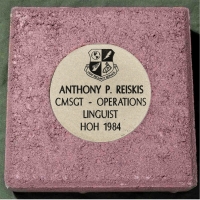 ANTHONY P. REISKIS
CMSGT - OPERATIONS
LINGUIST
HOH 1984